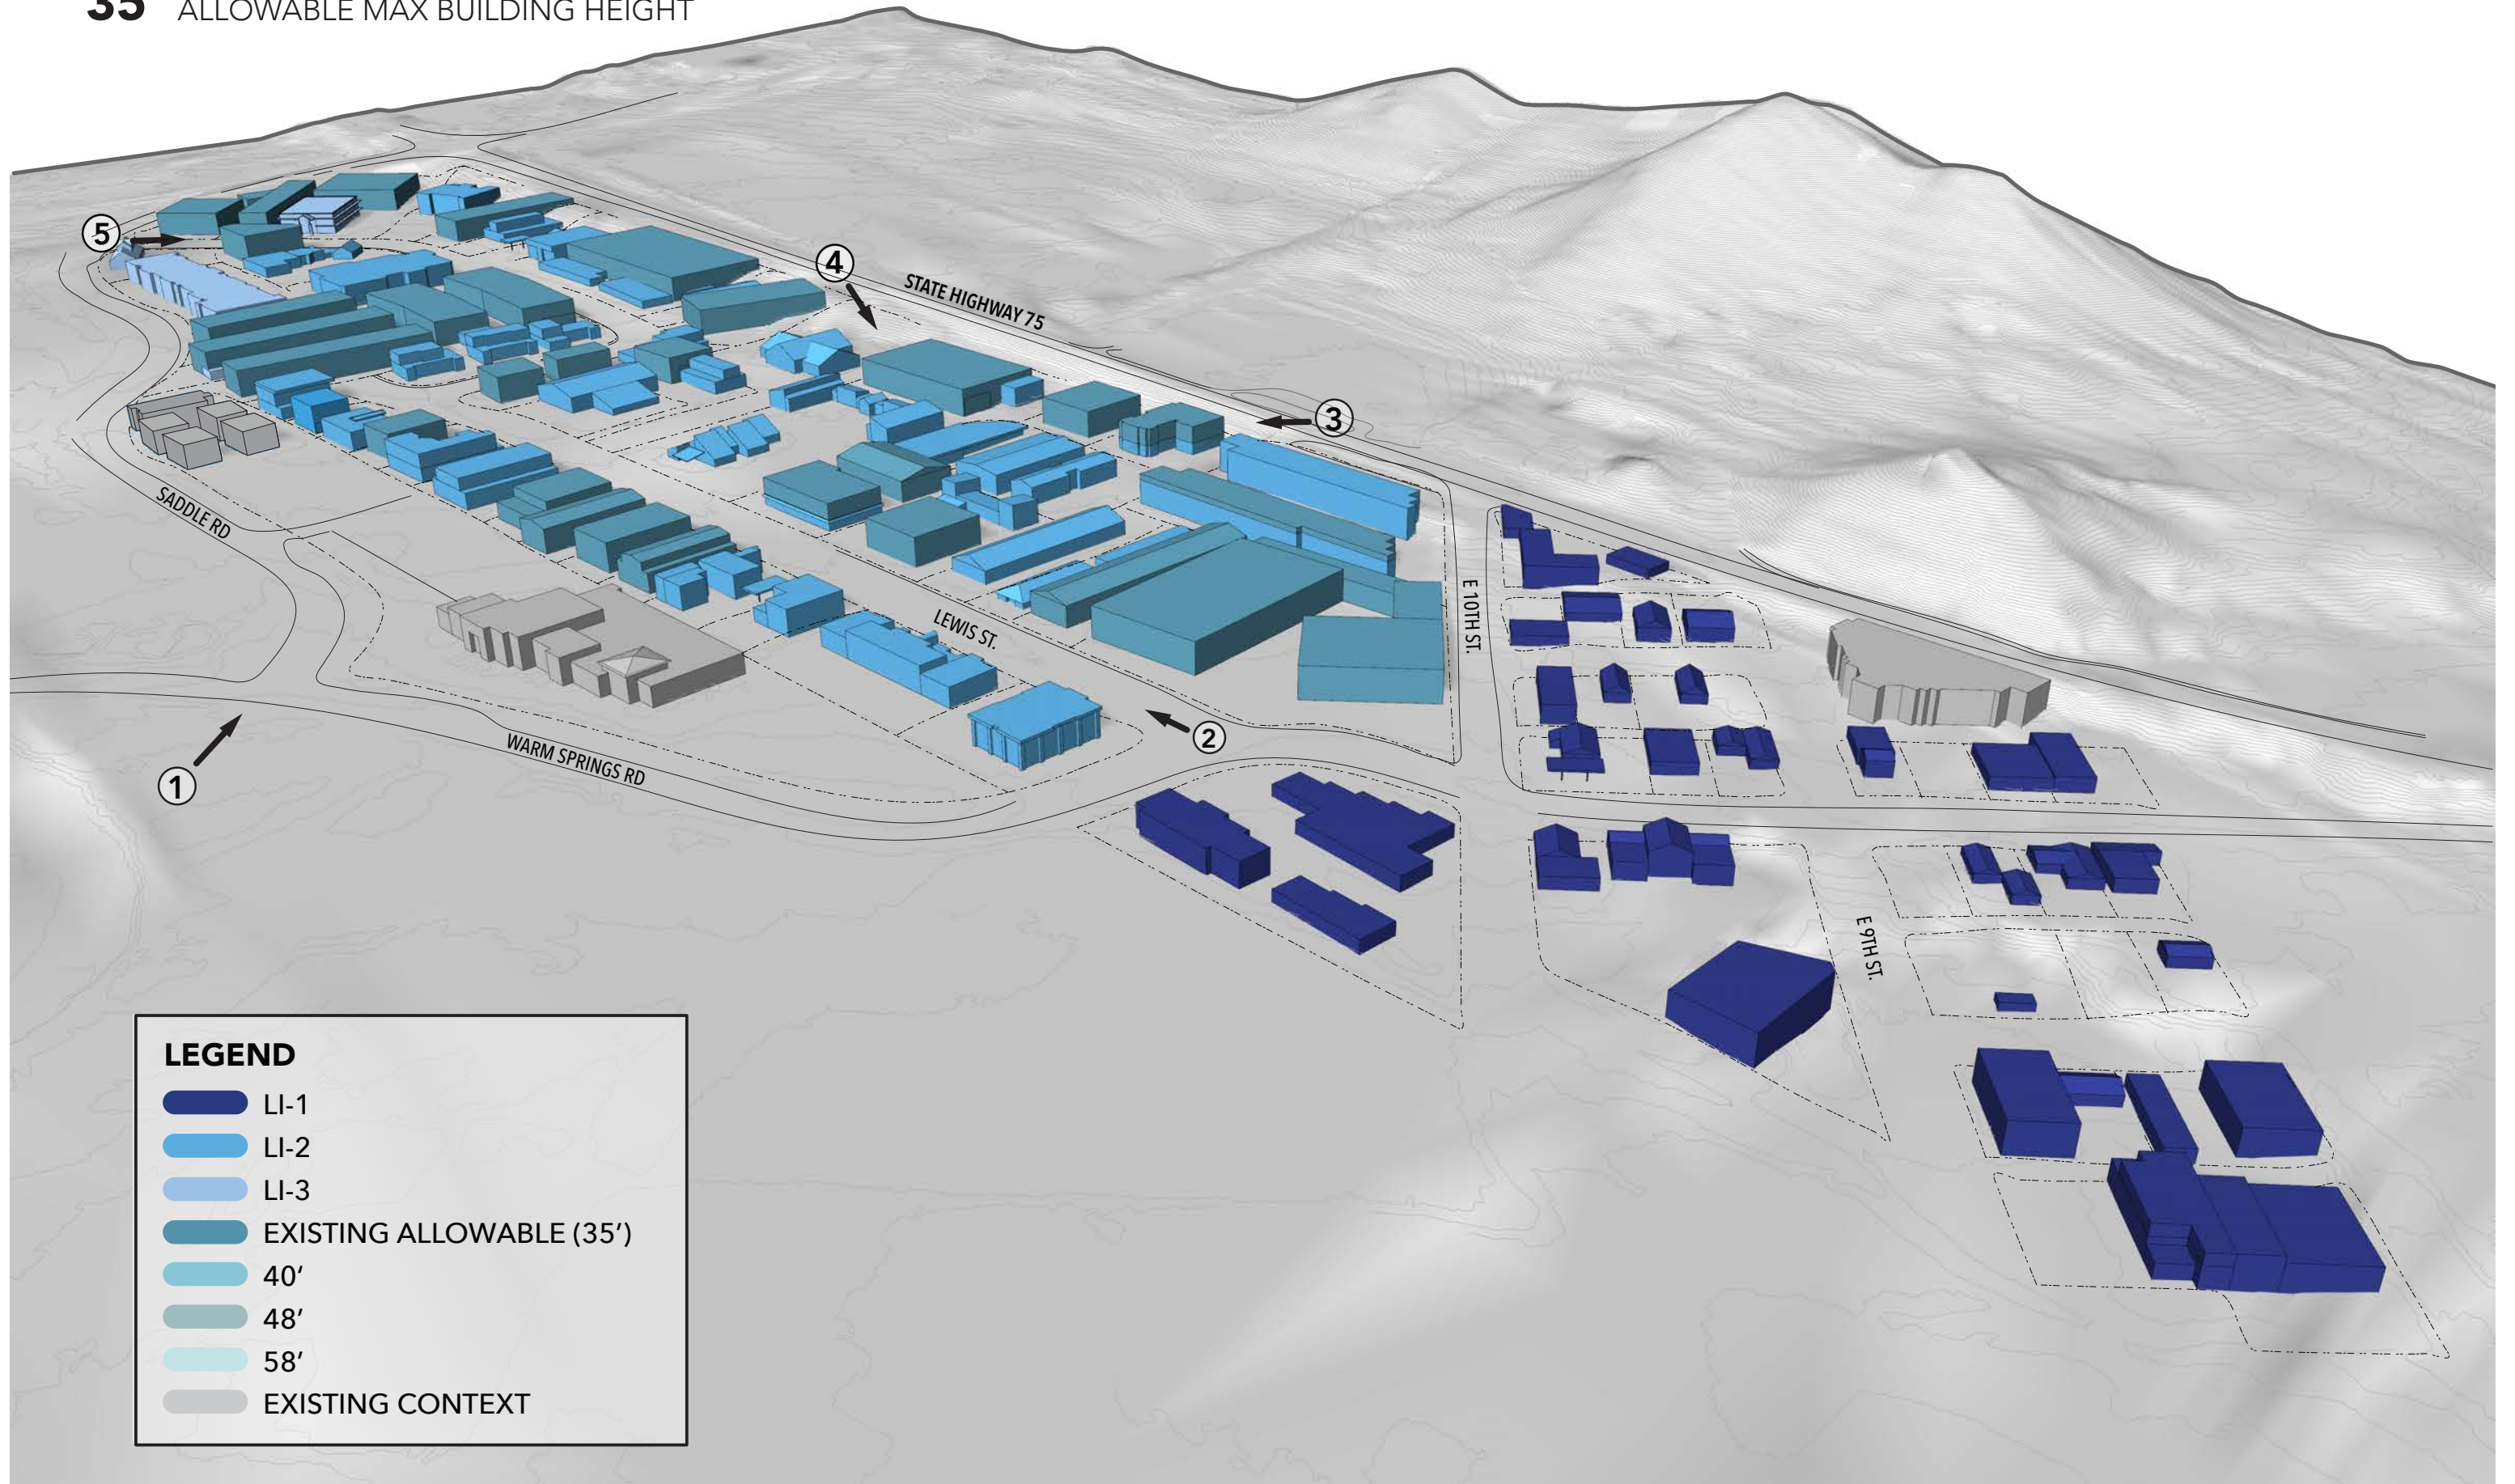 35' ALLOWABLE MAX BUILDING HEIGHT
5
4
STATE HIGHWAY 75
3
SADDLE RD
E 10TH ST.
LEWIS ST.
2
WARM SPRINGS RD
1
E 9TH ST.
LEGEND
LI-1
LI-2
LI-3
EXISTING ALLOWABLE (35')
40'
48'
58'
EXISTING CONTEXT